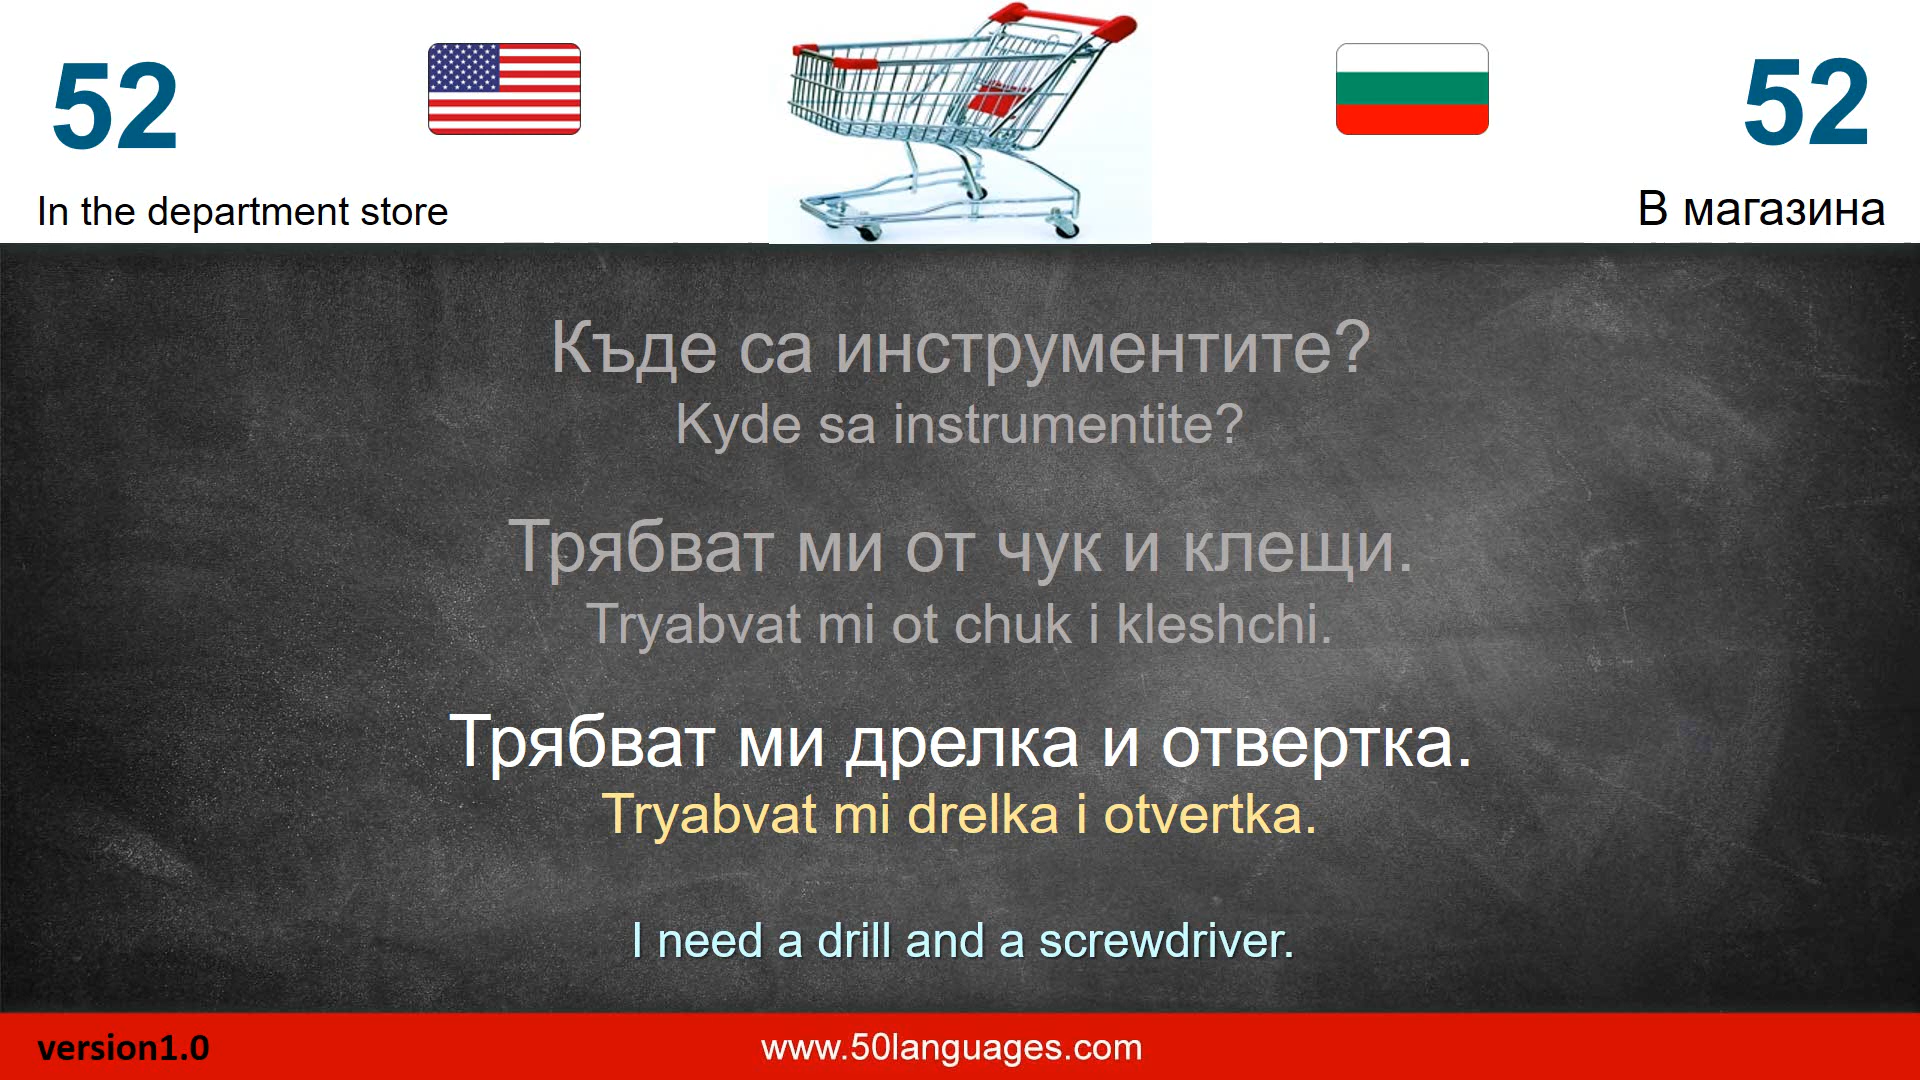 52
52
In the department store
В магазина
Къде са инструментите?
Kyde sa instrumentite?
Трябват ми от чук и клещи.
Tryabvat mi ot chuk i kleshchi.
Трябват ми дрелка и отвертка.
Tryabvat mi drelka i otvertka.
I need a drill and a screwdriver.
version1.0
www.50languages.com